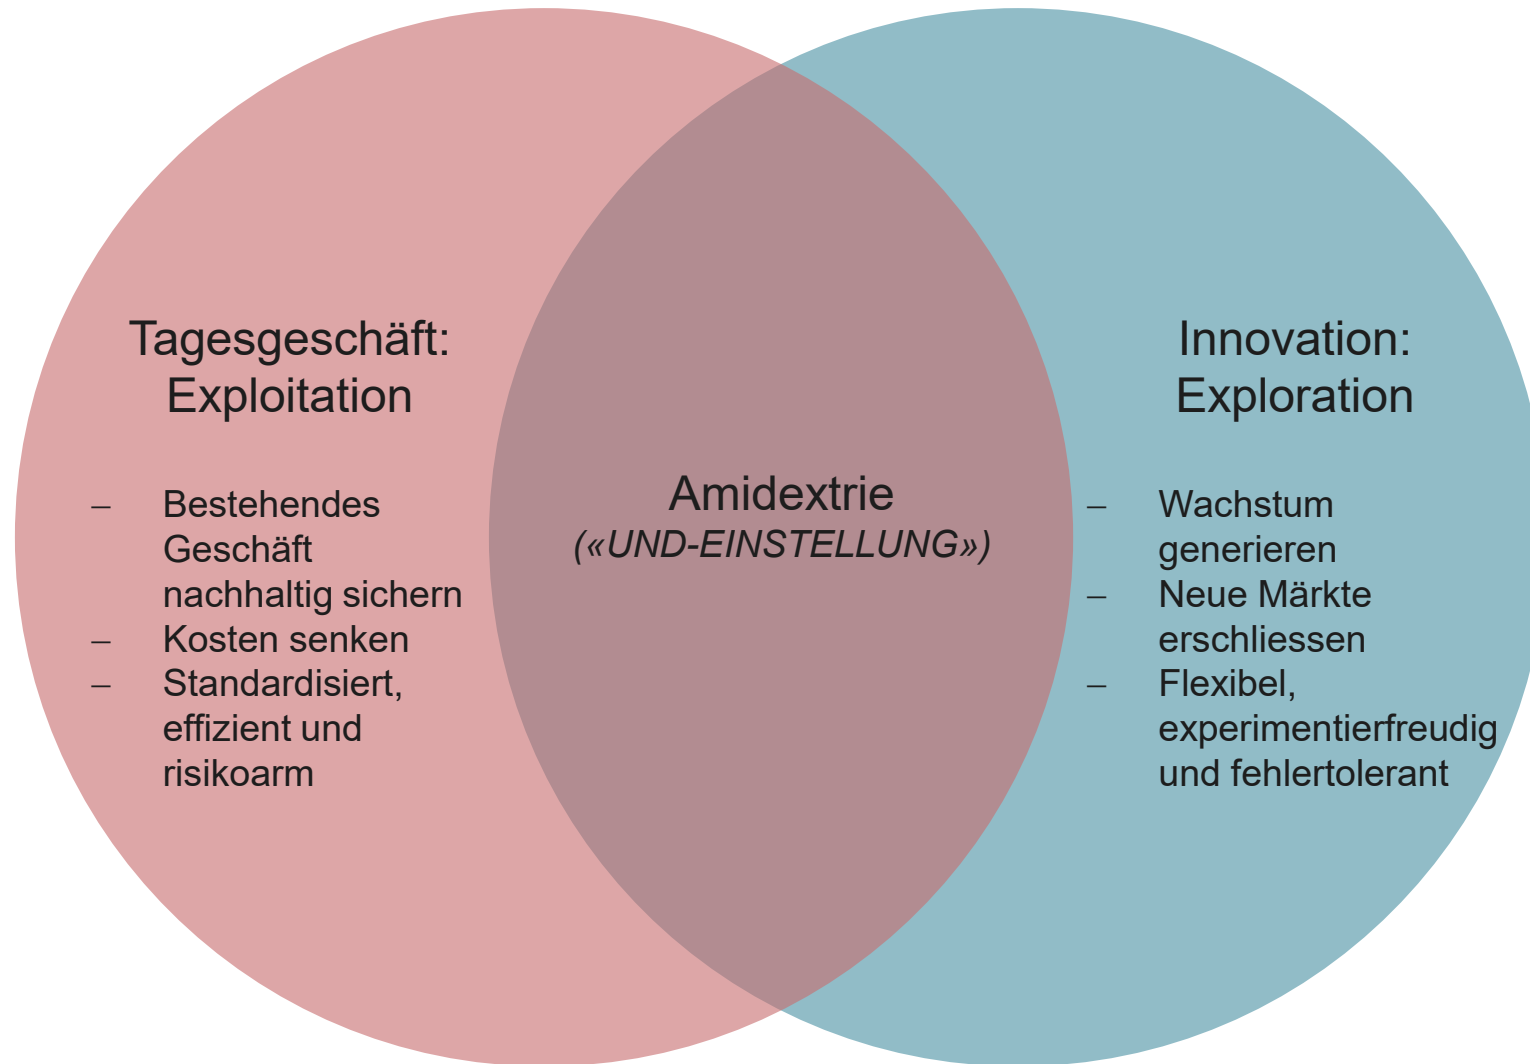 Tagesgeschäft:
Exploitation
– Bestehendes
Geschäft
nachhaltig sichern
– Kosten senken
– Standardisiert,
effizient und
risikoarm
Amidextrie
(«UND-EINSTELLUNG»)
Innovation:
Exploration
– Wachstum
generieren
– Neue Märkte
erschliessen
– Flexibel,
experimentierfreudig
und fehlertolerant